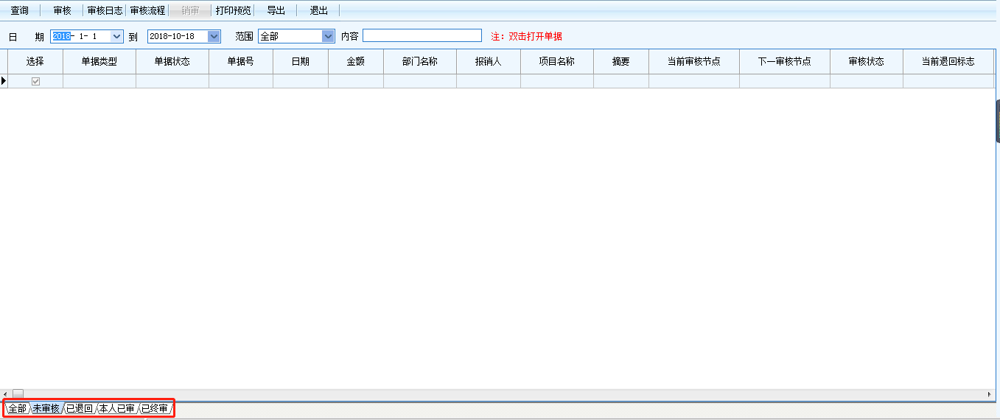 查询 审核 审核日志 审核流程 销审 打印预览 导出 退出
日 期 2018- 1- 1 到 2018-10-18 范围 全部 内容 注：双击打开单据
选择 单据类型 单据状态 单据号 日期 金额 部门名称 报销人 项目名称 摘要 当前审核节点 下一审核节点 审核状态 当前退回标志
全部 未审核 已退回 本人已审 已终审